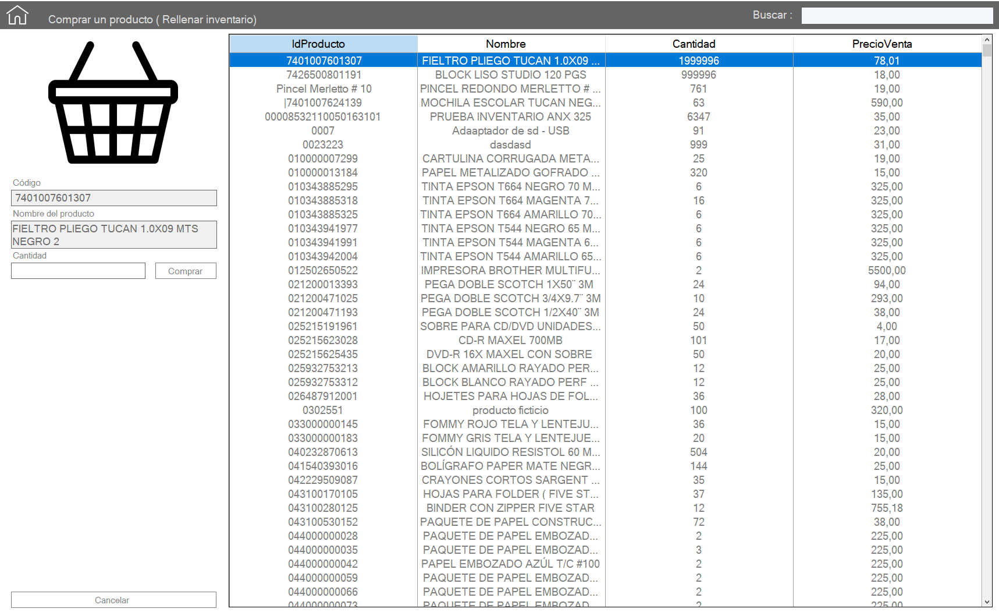 Comprar un producto ( Rellenar inventario)
Buscar :
Código
7401007601307
Nombre del producto
FIELTRO PLIEGO TUCAN 1.0X09 MTS
NEGRO 2
Cantidad
Comprar
Cancelar
IdProducto Nombre Cantidad PrecioVenta
7401007601307 FIELTRO PLIEGO TUCAN 1.0X09 ... 1999996 78,01
7426500801191 BLOCK LISO STUDIO 120 PGS 999996 18,00
Pincel Merletto # 10 PINCEL REDONDO MERLETTO # ... 761 19,00
|7401007624139 MOCHILA ESCOLAR TUCAN NEG... 63 590,00
00008532110050163101 PRUEBA INVENTARIO ANX 325 6347 35,00
0007 Adaaptador de sd - USB 91 23,00
0023223 dasdasd 999 31,00
010000007299 CARTULINA CORRUGADA META... 25 19,00
010000013184 PAPEL METALIZADO GOFRADO ... 320 15,00
010343885295 TINTA EPSON T664 NEGRO 70 M... 6 325,00
010343885318 TINTA EPSON T664 MAGENTA 7... 16 325,00
010343885325 TINTA EPSON T664 AMARILLO 70... 6 325,00
010343941977 TINTA EPSON T544 NEGRO 65 M... 6 325,00
010343941991 TINTA EPSON T544 MAGENTA 6... 6 325,00
010343942004 TINTA EPSON T544 AMARILLO 65... 6 325,00
012502650522 IMPRESORA BROTHER MULTIFU... 2 5500,00
021200013393 PEGA DOBLE SCOTCH 1X50¨ 3M 24 94,00
021200471025 PEGA DOBLE SCOTCH 3/4X9.7¨ 3M 10 293,00
021200471193 PEGA DOBLE SCOTCH 1/2X40¨ 3M 24 38,00
025215191961 SOBRE PARA CD/DVD UNIDADES... 50 4,00
025215623028 CD-R MAXEL 700MB 101 17,00
025215625435 DVD-R 16X MAXEL CON SOBRE 50 20,00
025932753213 BLOCK AMARILLO RAYADO PER... 12 25,00
025932753312 BLOCK BLANCO RAYADO PERF ... 12 25,00
026487912001 HOJETES PARA HOJAS DE FOL... 36 28,00
0302551 producto ficticio 100 320,00
033000000145 FOMMY ROJO TELA Y LENTEJU... 36 15,00
033000000183 FOMMY GRIS TELA Y LENTEJUE... 20 15,00
040232870613 SILICÓN LIQUIDO RESISTOL 60 M... 504 20,00
041540393016 BOLÍGRAFO PAPER MATE NEGR... 144 25,00
042229509087 CRAYONES CORTOS SARGENT ... 35 15,00
043100170105 HOJAS PARA FOLDER ( FIVE ST... 37 135,00
043100280125 BINDER CON ZIPPER FIVE STAR 12 755,18
043100530152 PAQUETE DE PAPEL CONSTRUC... 72 38,00
044000000028 PAQUETE DE PAPEL EMBOZAD... 2 225,00
044000000035 PAQUETE DE PAPEL EMBOZAD... 3 225,00
044000000042 PAPEL EMBOZADO AZÚL T/C #100 2 225,00
044000000059 PAQUETE DE PAPEL EMBOZAD... 2 225,00
044000000066 PAQUETE DE PAPEL EMBOZAD... 2 225,00
044000000073 PAQUETE DE PAPEL EMBOZAD... 2 225,00